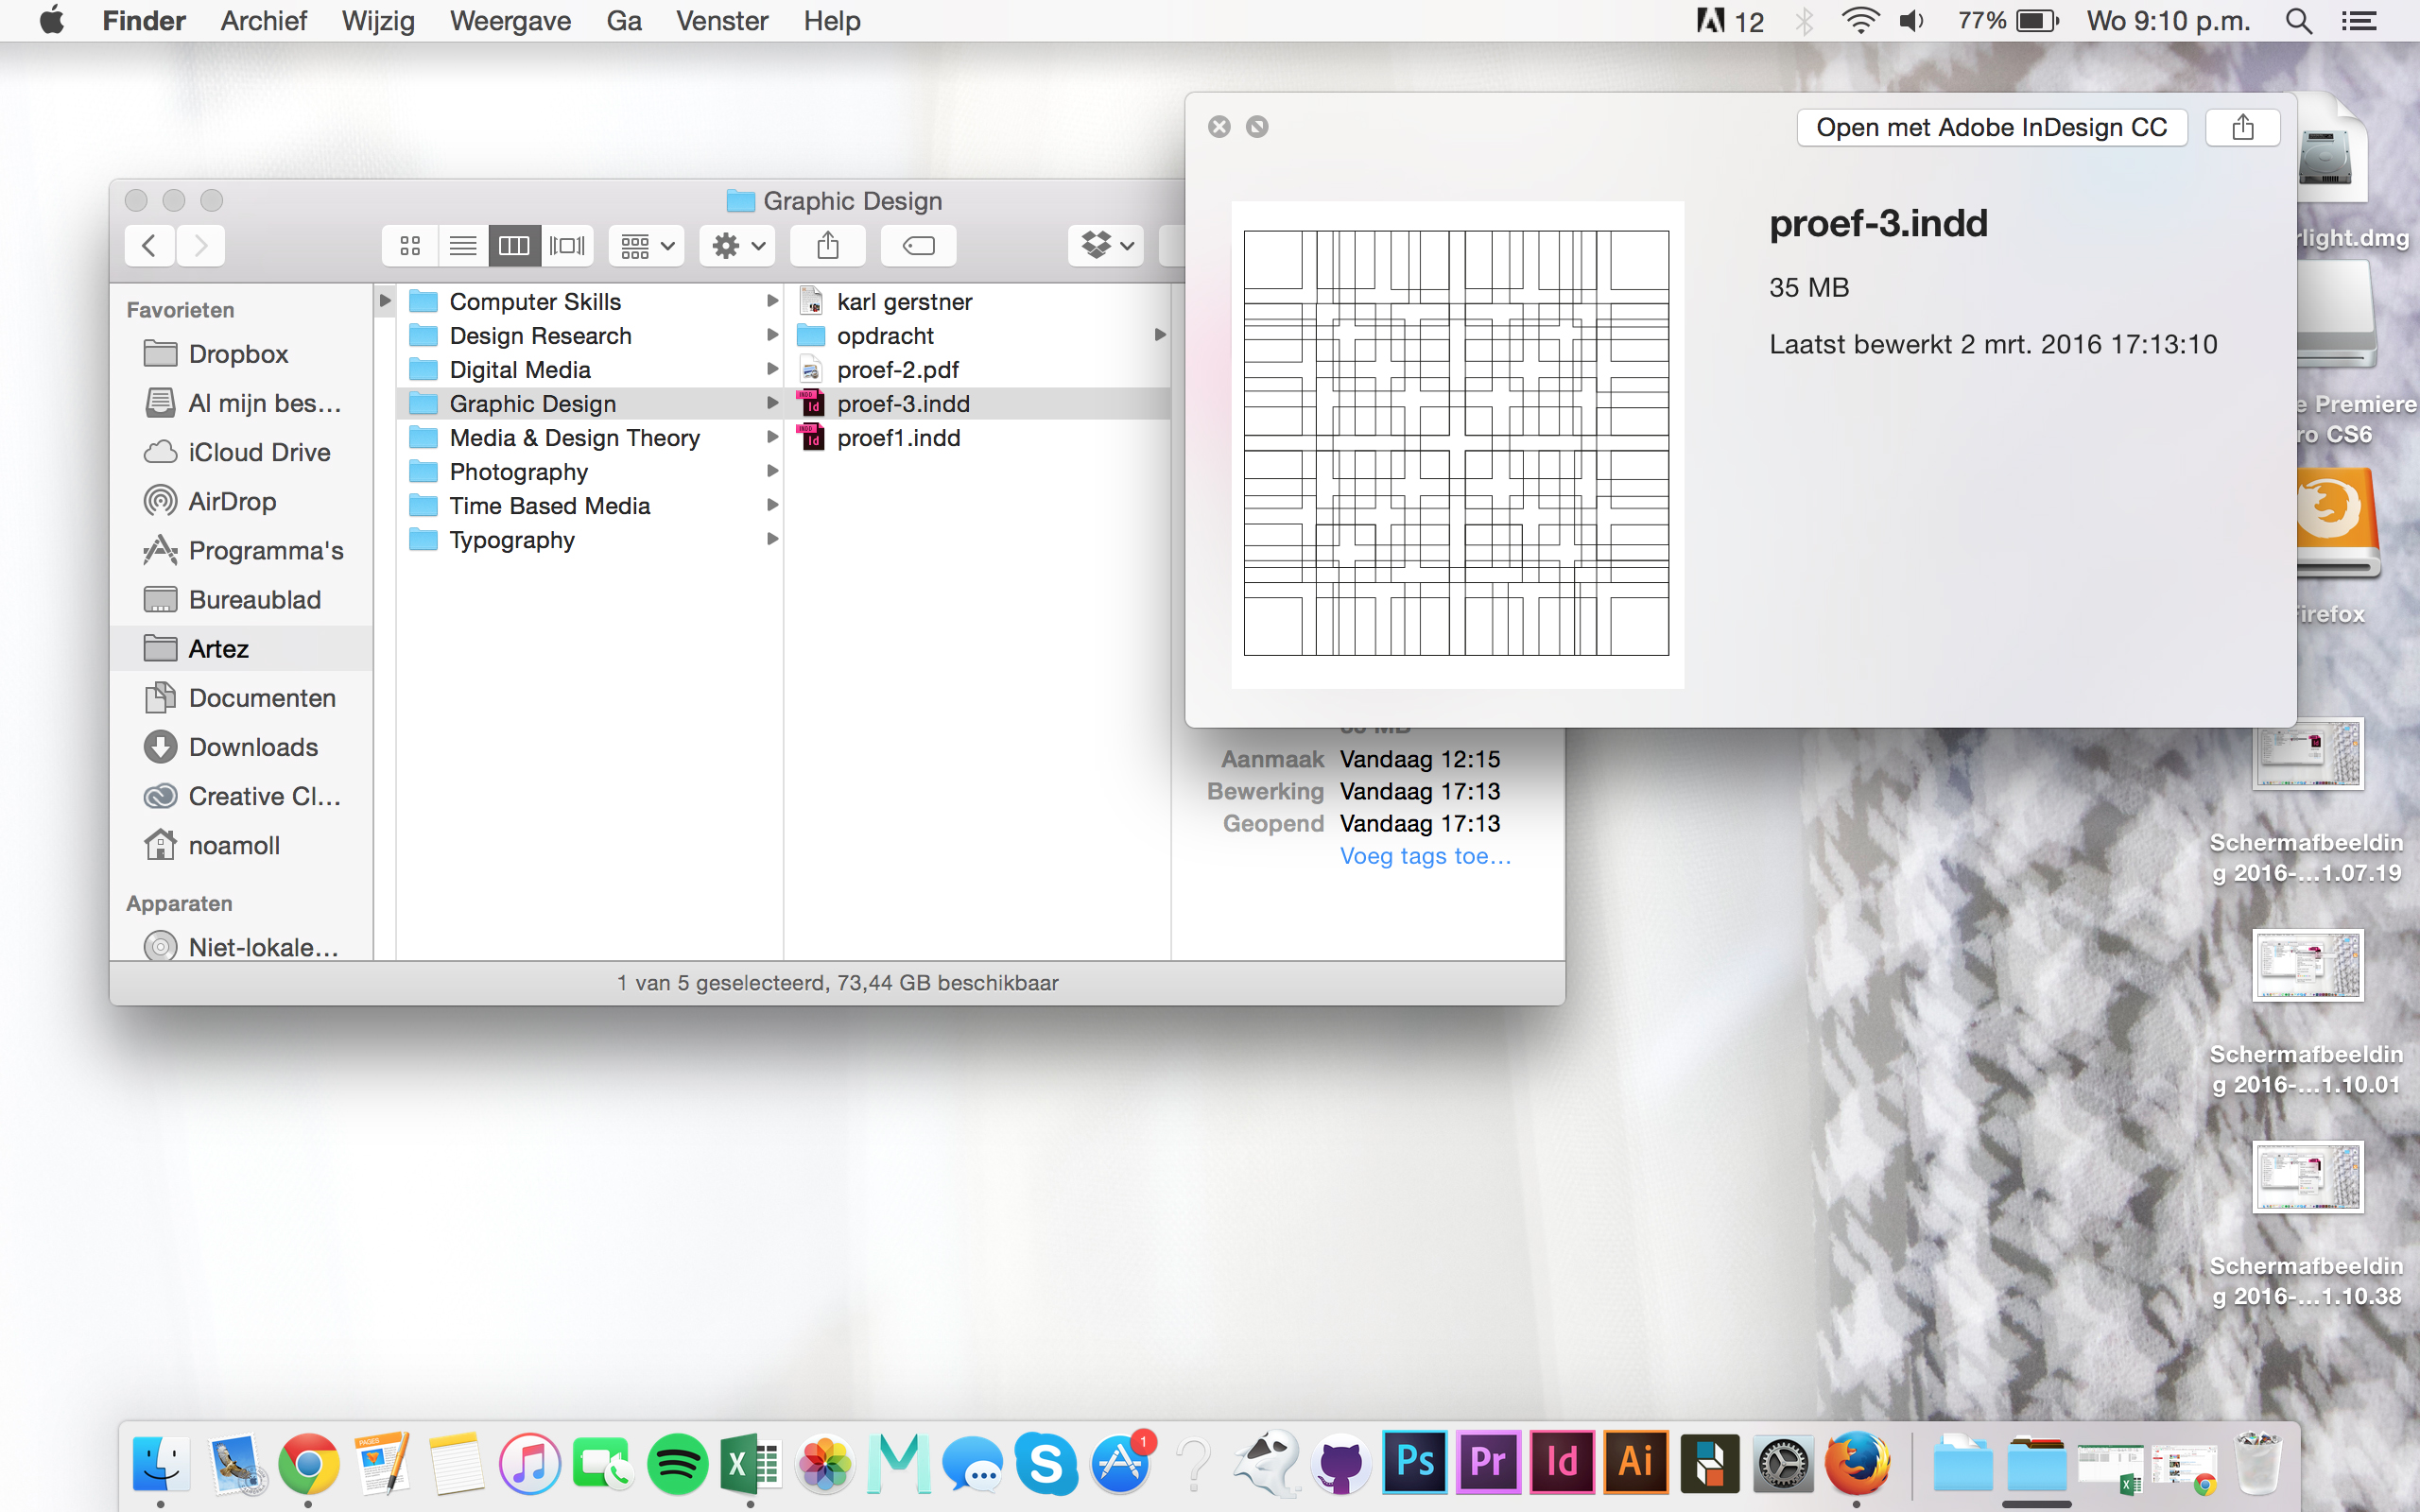 Finder Archief Wijzig Weergave Ga Venster Help
12 77% Wo 9:10 p.m.
Graphic Design
Favorieten
Dropbox
Al mijn bes...
iCloud Drive
AirDrop
Programma's
Bureaublad
Artez
Documenten
Downloads
Creative Cl...
noamoll
Apparaten
Niet-lokale...
Computer Skills
Design Research
Digital Media
Graphic Design
Media & Design Theory
Photography
Time Based Media
Typography
karl gerstner
opdracht
proef-2.pdf
proef-3.indd
proef1.indd
Aanmaak Vandaag 12:15
Bewerking Vandaag 17:13
Geopend Vandaag 17:13
Voeg tags toe...
1 van 5 geselecteerd, 73,44 GB beschikbaar
Open met Adobe InDesign CC
proef-3.indd
35 MB
Laatst bewerkt 2 mrt. 2016 17:13:10
rlight.dmg
e Premiere
ro CS6
Firefox
Schermafbeeldin
g 2016-...1.07.19
Schermafbeeldin
g 2016-...1.10.01
Schermafbeeldin
g 2016-...1.10.38
PAGES
1
Ps Pr Id Ai